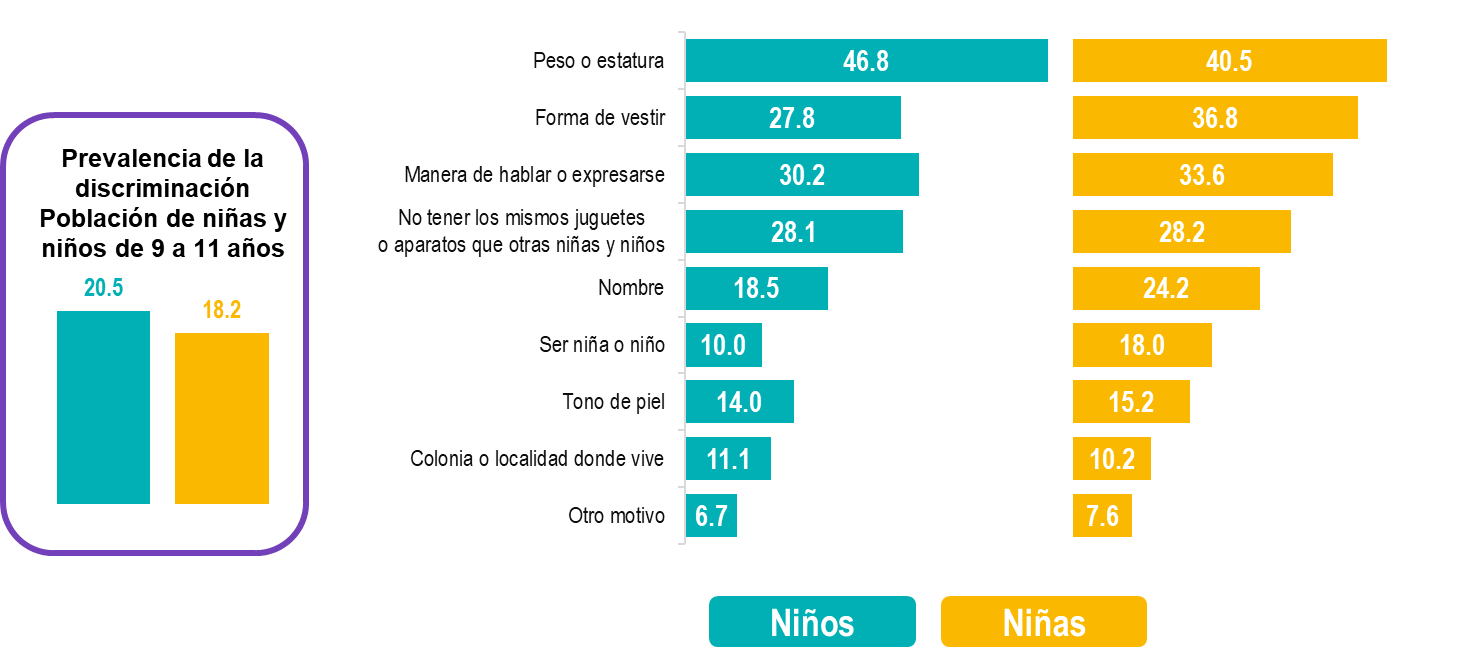 Prevalencia de la
discriminación
Población de niñas y
niños de 9 a 11 años
20.5
18.2
Peso o estatura 46.8 40.5
Forma de vestir 27.8 36.8
Manera de hablar o expresarse 30.2 33.6
No tener los mismos juguetes
o aparatos que otras niñas y niños 28.1 28.2
Nombre 18.5 24.2
Ser niña o niño 10.0 18.0
Tono de piel 14.0 15.2
Colonia o localidad donde vive 11.1 10.2
Otro motivo 6.7 7.6
Niños Niñas